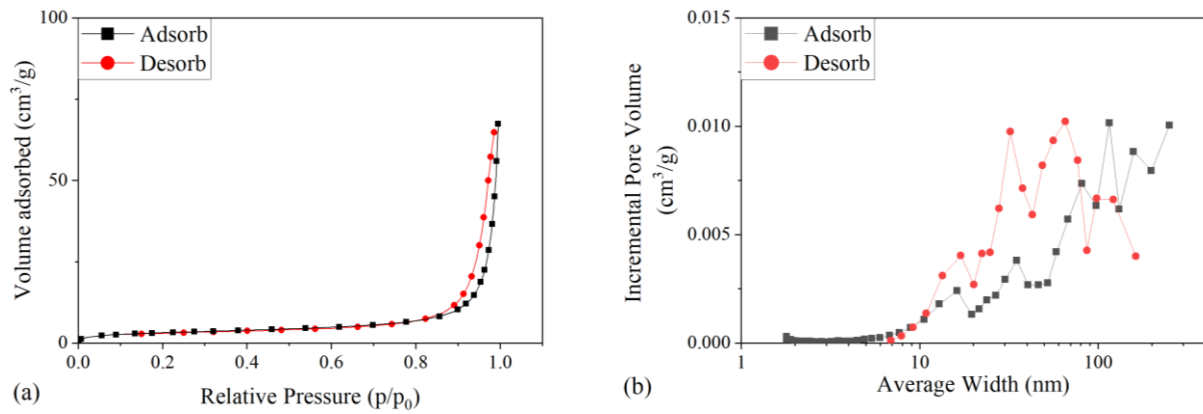 100
Adsorb
Desorb
50
0
0.0
0.2
0.4
0.6
0.8
1.0
Volume adsorbed (cm³/g)
Relative Pressure (p/p₀)
(a)
0.015
Adsorb
Desorb
0.010
0.005
0.000
1
10
100
Incremental Pore Volume
(cm³/g)
Average Width (nm)
(b)